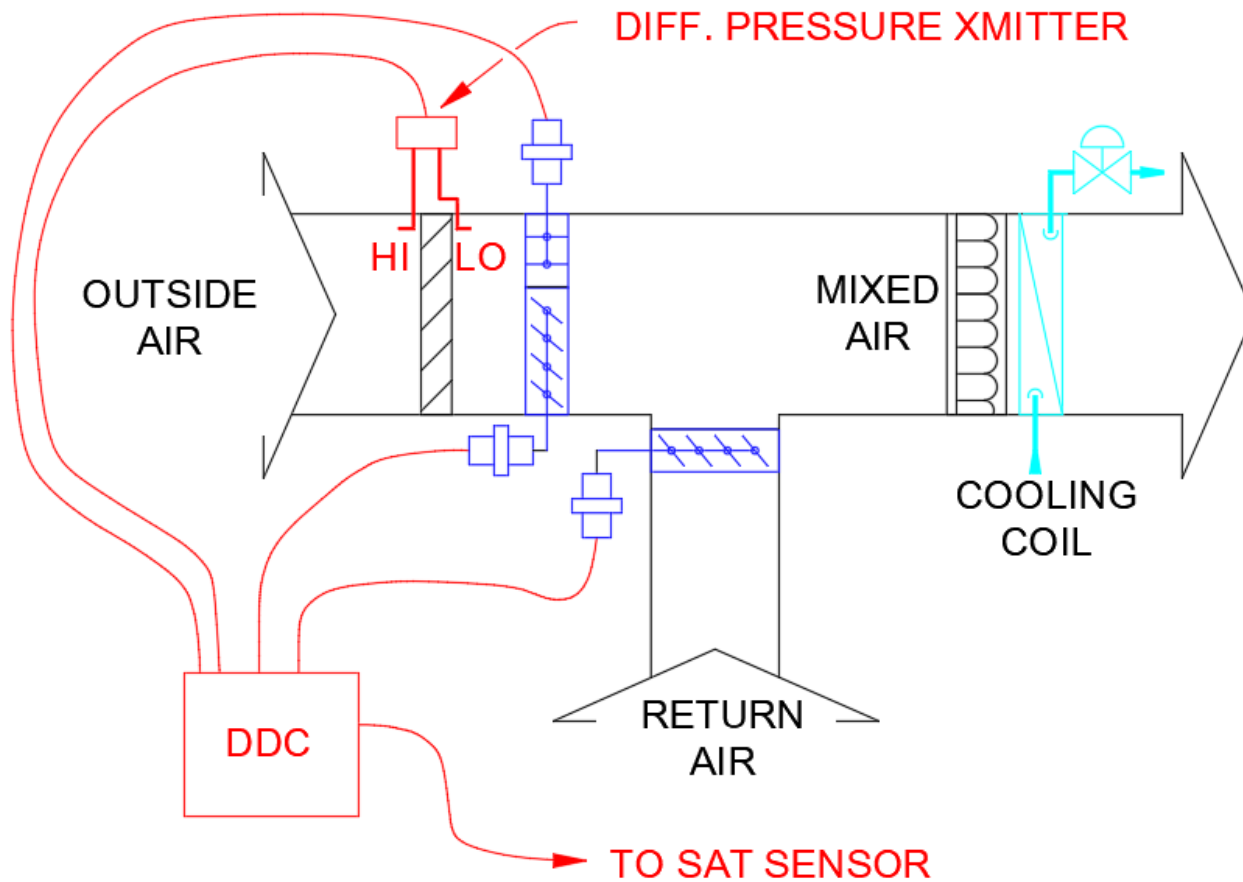 DIFF. PRESSURE XMITTER
HI LO
OUTSIDE
AIR
MIXED
AIR
COOLING
COIL
RETURN
AIR
DDC
TO SAT SENSOR